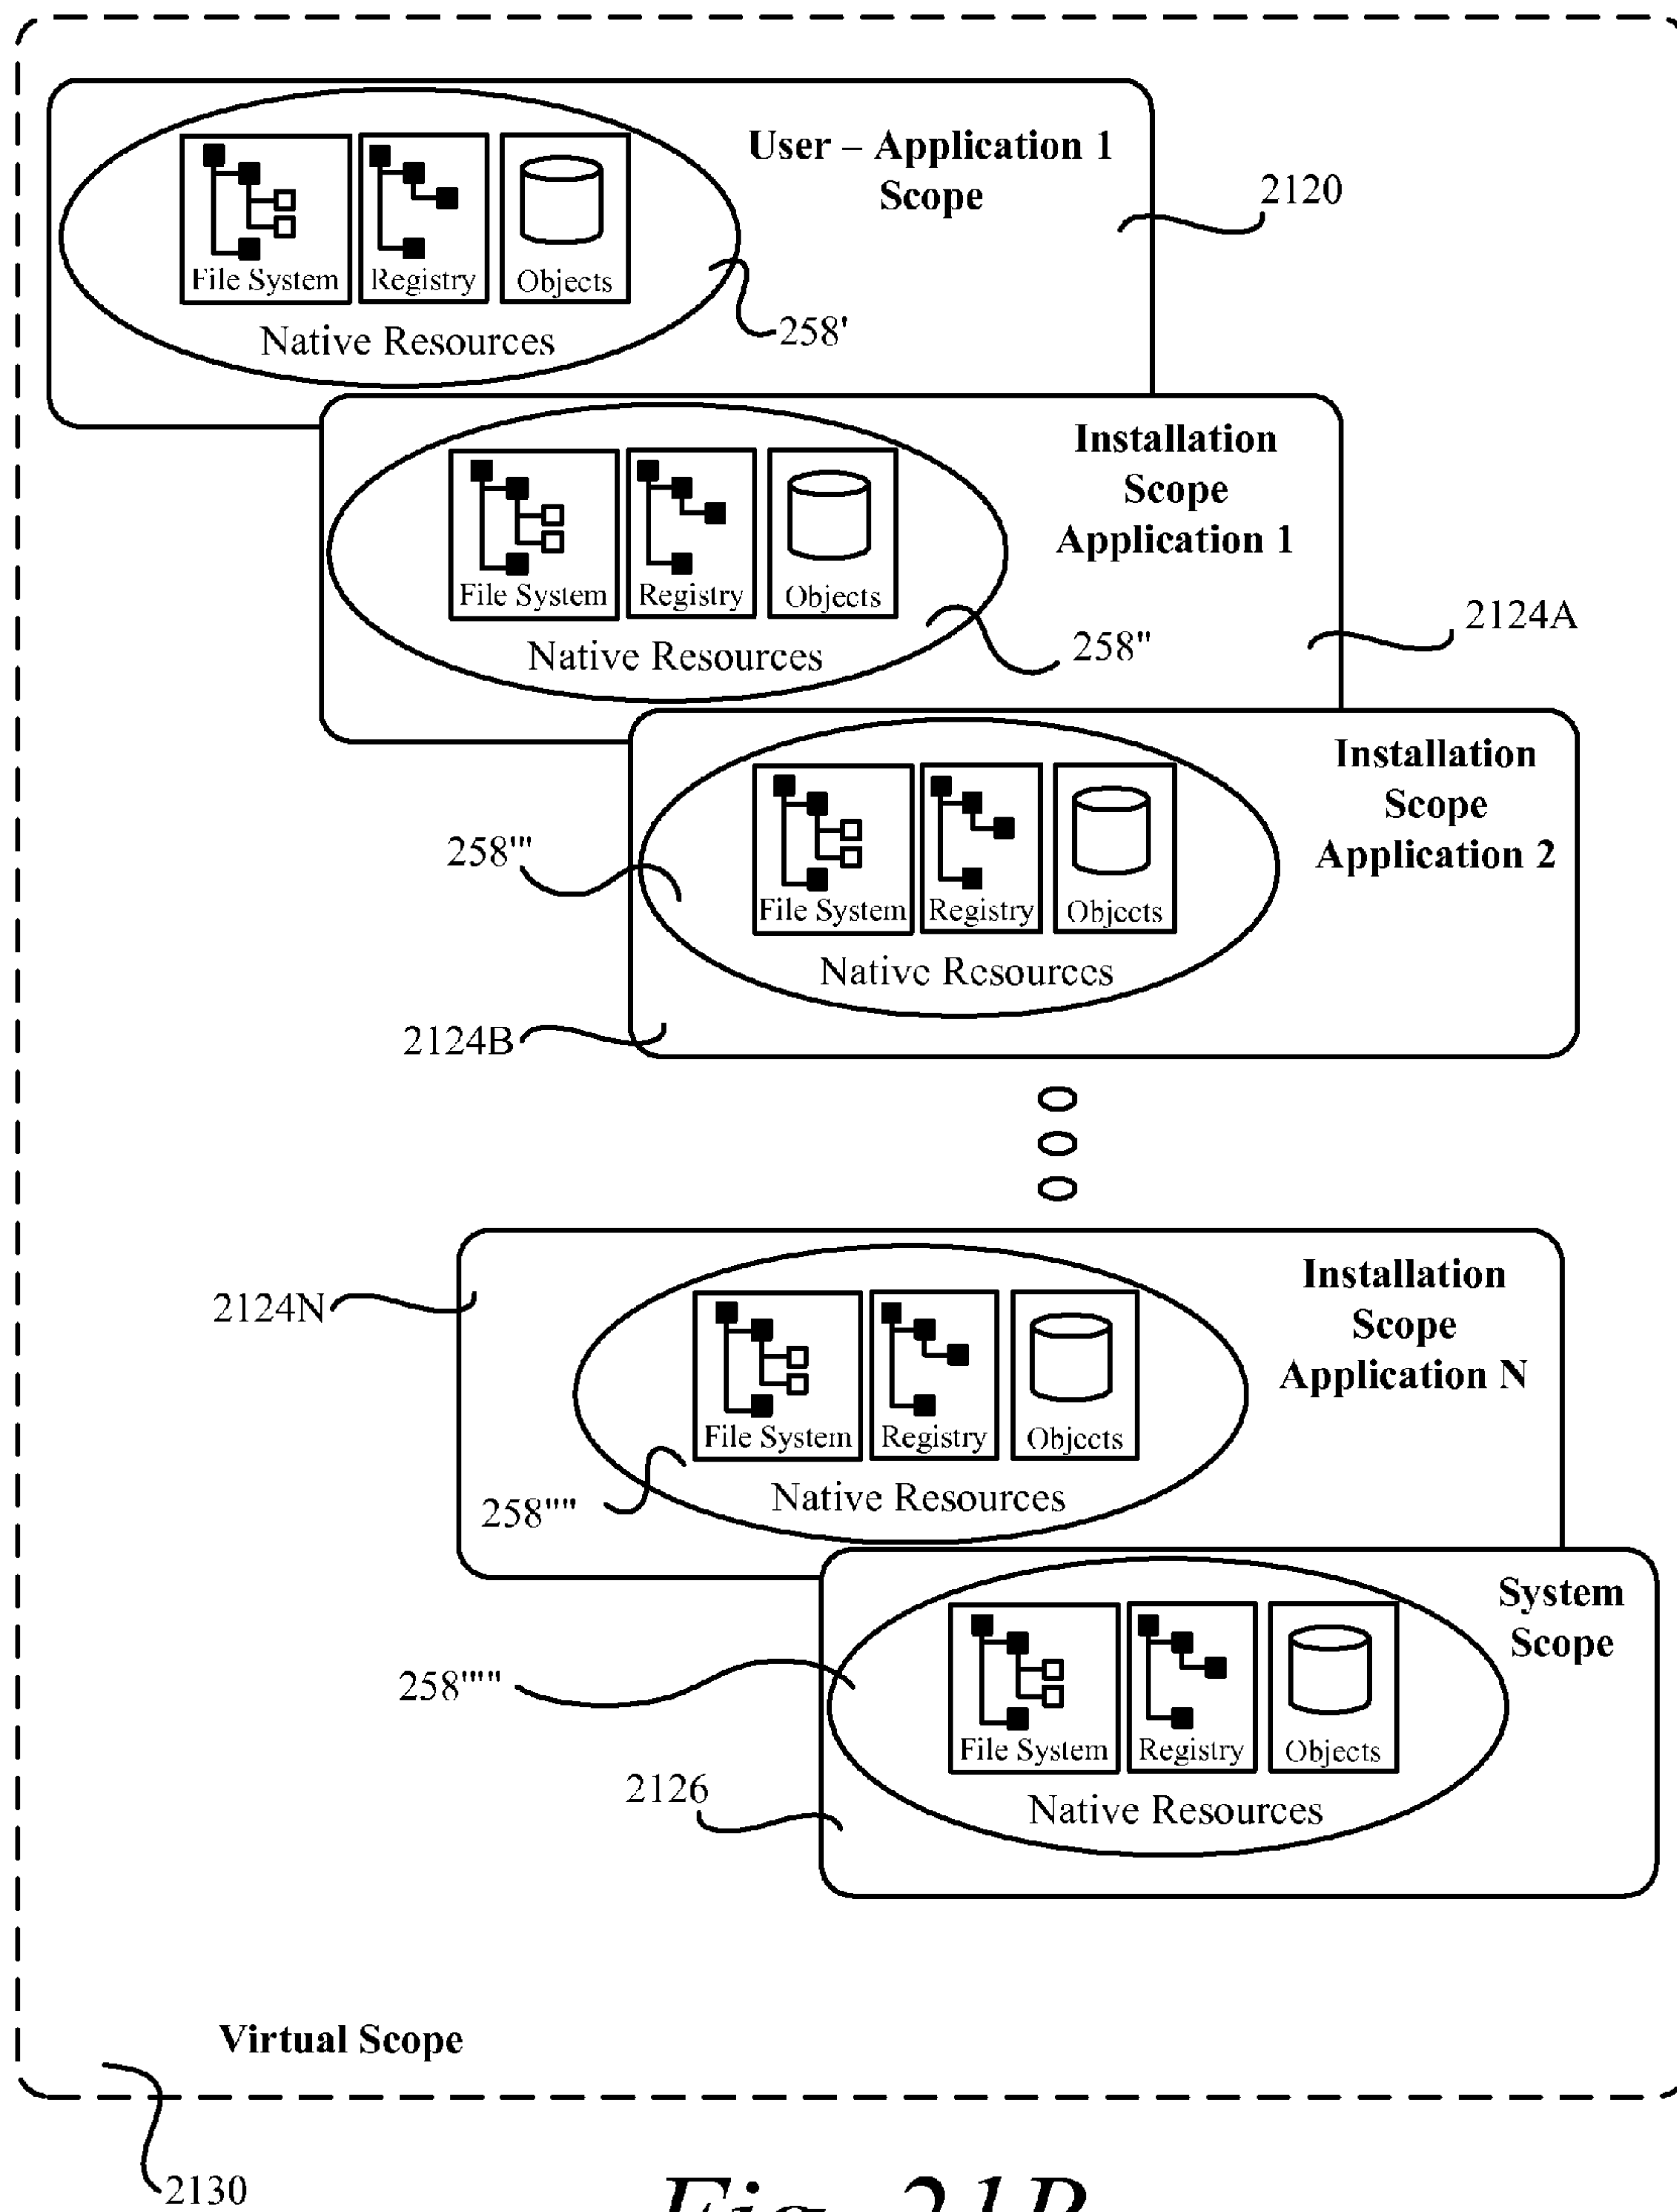 User – Application 1
Scope
2120
File System
Registry
Objects
Native Resources
258'
Installation
Scope
Application 1
File System
Registry
Objects
Native Resources
258"
2124A
Installation
Scope
Application 2
258'"
File System
Registry
Objects
Native Resources
2124B
Installation
Scope
Application N
2124N
File System
Registry
Objects
Native Resources
258""
System
Scope
258""'
File System
Registry
Objects
Native Resources
2126
Virtual Scope
2130
Fig. 21B